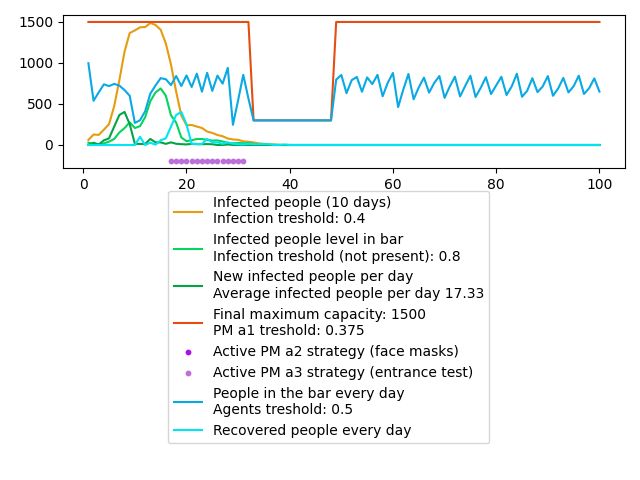 1500
1000
500
0
0
20
40
60
80
100
Infected people (10 days)
Infection treshold: 0.4
Infected people level in bar
Infection treshold (not present): 0.8
New infected people per day
Average infected people per day 17.33
Final maximum capacity: 1500
PM a1 treshold: 0.375
Active PM a2 strategy (face masks)
Active PM a3 strategy (entrance test)
People in the bar every day
Agents treshold: 0.5
Recovered people every day